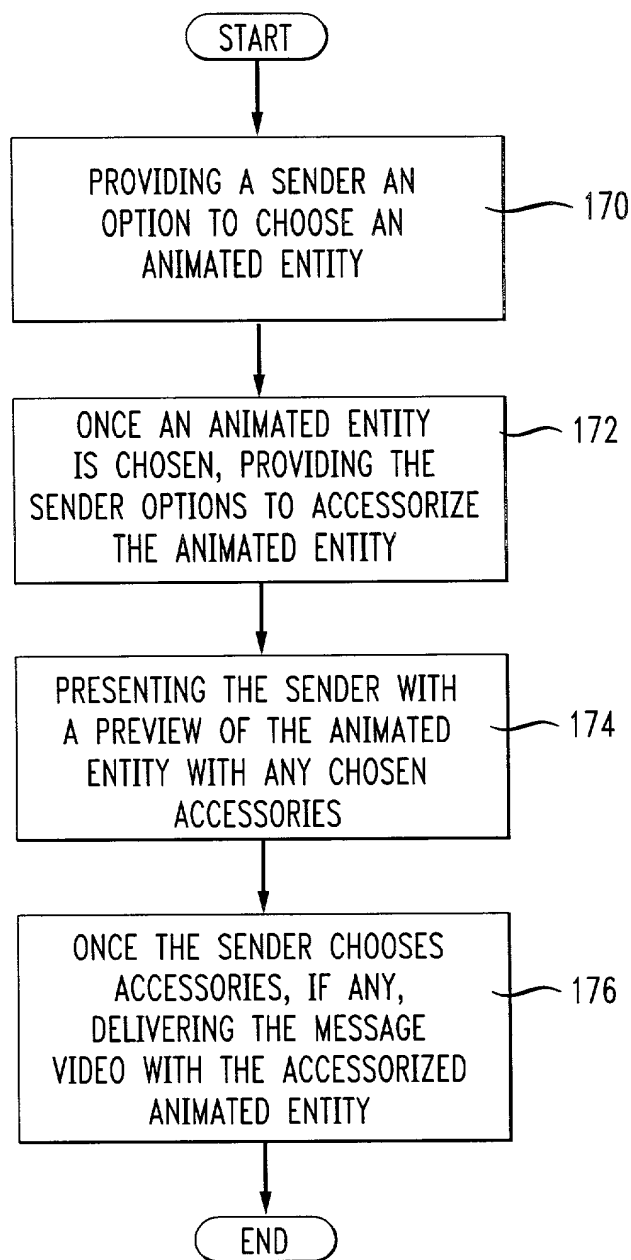 START
PROVIDING A SENDER AN
OPTION TO CHOOSE AN
ANIMATED ENTITY
170
ONCE AN ANIMATED ENTITY
IS CHOSEN, PROVIDING THE
SENDER OPTIONS TO ACCESSORIZE
THE ANIMATED ENTITY
172
PRESENTING THE SENDER WITH
A PREVIEW OF THE ANIMATED
ENTITY WITH ANY CHOSEN
ACCESSORIES
174
ONCE THE SENDER CHOOSES
ACCESSORIES, IF ANY,
DELIVERING THE MESSAGE
VIDEO WITH THE ACCESSORIZED
ANIMATED ENTITY
176
END